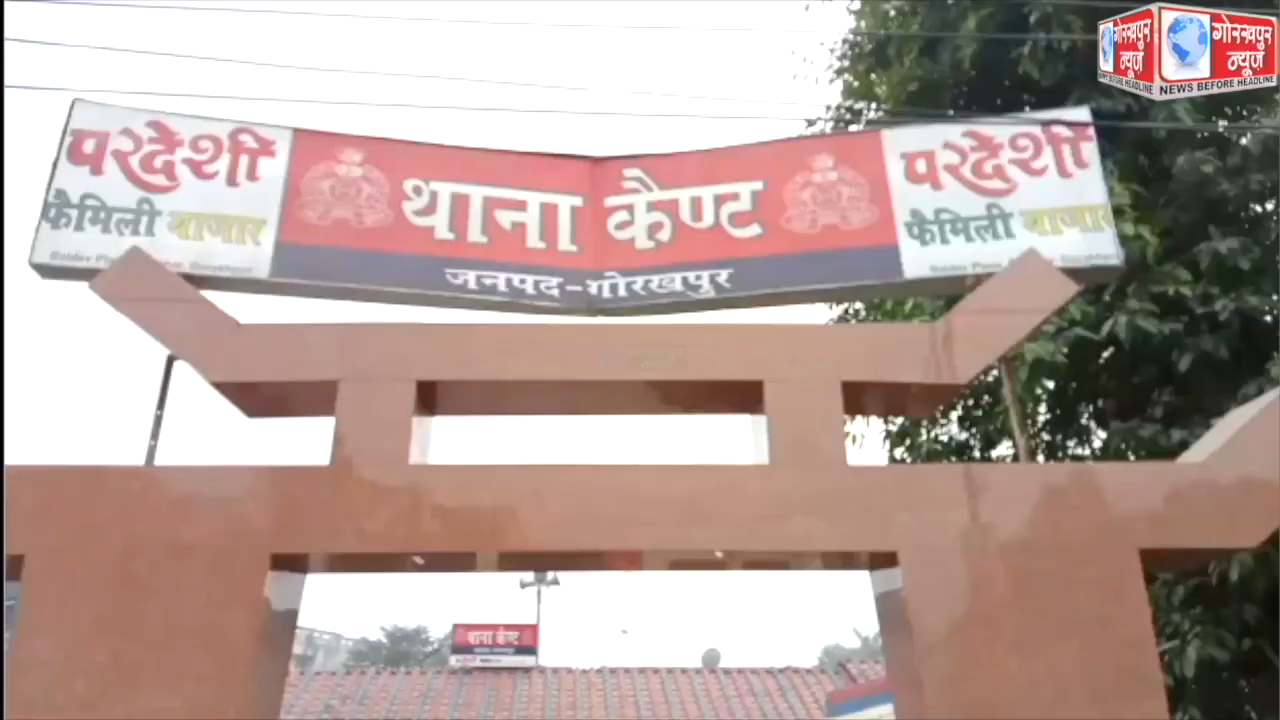 गोरखपुर न्यूज़
गोरखपुर न्यूज़
NEWS BEFORE HEADLINE
परदेशी
फैमिली बाजार
थाना कैण्ट
जनपद-गोरखपुर
परदेशी
फैमिली बाजार
थाना कैण्ट